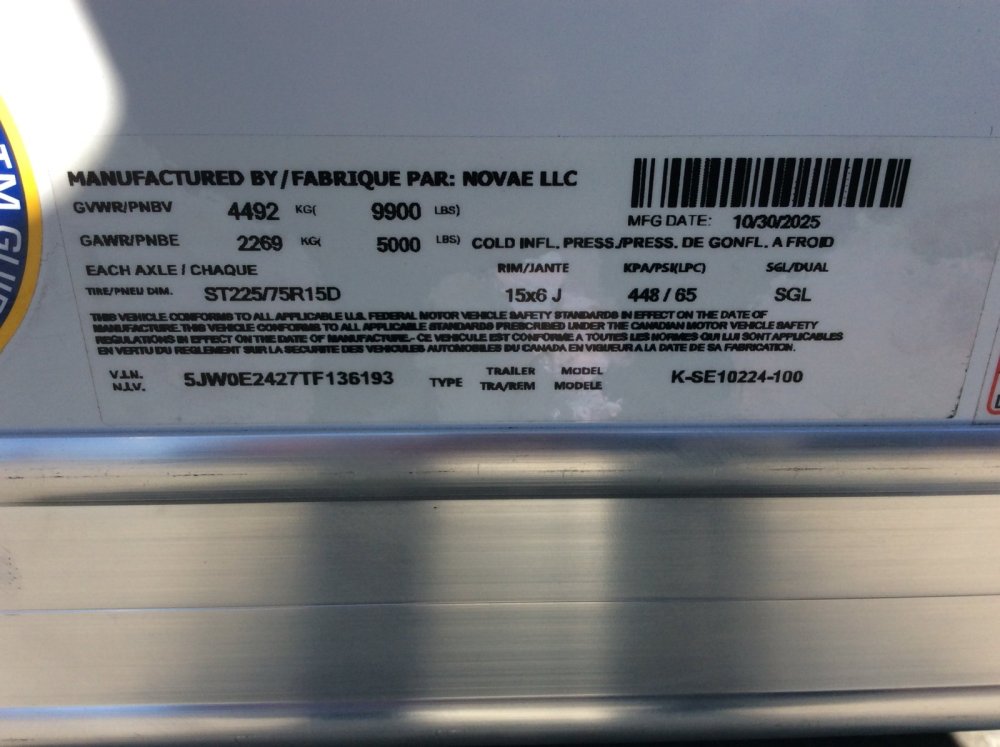 MANUFACTURED BY/FABRIQUE PAR: NOVAE LLC
GVWR/PNBV 4492 KG( 9900 LBS) MFG DATE: 10/30/2025
GAWR/PNBE 2269 KG( 5000 LBS) COLD INFL. PRESS./PRESS. DE GONFL. A FROID
EACH AXLE / CHAQUE RIM/JANTE KPA/PSI(LPC) SGL/DUAL
TIRE/PNEU DIM. ST225/75R15D 15x6 J 448 / 65 SGL
THIS VEHICLE CONFORMS TO ALL APPLICABLE U.S. FEDERAL MOTOR VEHICLE SAFETY STANDARDS IN EFFECT ON THE DATE OF
MANUFACTURE. THIS VEHICLE CONFORMS TO ALL APPLICABLE STANDARDS PRESCRIBED UNDER THE CANADIAN MOTOR VEHICLE SAFETY
REGULATIONS IN EFFECT ON THE DATE OF MANUFACTURE.- CE VEHICULE EST CONFORME A TOUTES LES NORMES QUI LUI SONT APPLICABLES
EN VERTU DU REGLEMENT SUR LA SECURITE DES VEHICULES AUTOMOBILES DU CANADA EN VIGUEUR A LA DATE DE SA FABRICATION.
V.I.N. 5JW0E2427TF136193 TYPE TRAILER MODEL K-SE10224-100
N.I.V. TRA/REM MODELE